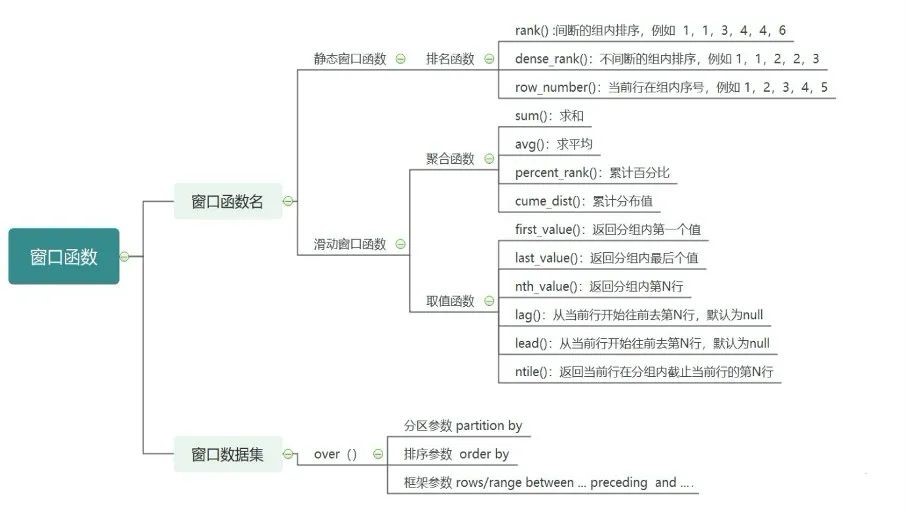 窗口函数
窗口函数名
静态窗口函数
排名函数
rank() :间断的组内排序，例如 1，1，3，4，4，6
dense_rank()：不间断的组内排序，例如 1，1，2，2，3
row_number()：当前行在组内序号，例如 1，2，3，4，5
滑动窗口函数
聚合函数
sum()：求和
avg()：求平均
percent_rank()：累计百分比
cume_dist()：累计分布值
取值函数
first_value()：返回分组内第一个值
last_value()：返回分组内最后个值
nth_value()：返回分组内第N行
lag()：从当前行开始往前去第N行，默认为null
lead()：从当前行开始往前去第N行，默认为null
ntile()：返回当前行在分组内截止当前行的第N行
窗口数据集
over（）
分区参数 partition by
排序参数 order by
框架参数 rows/range between ... preceding and ....